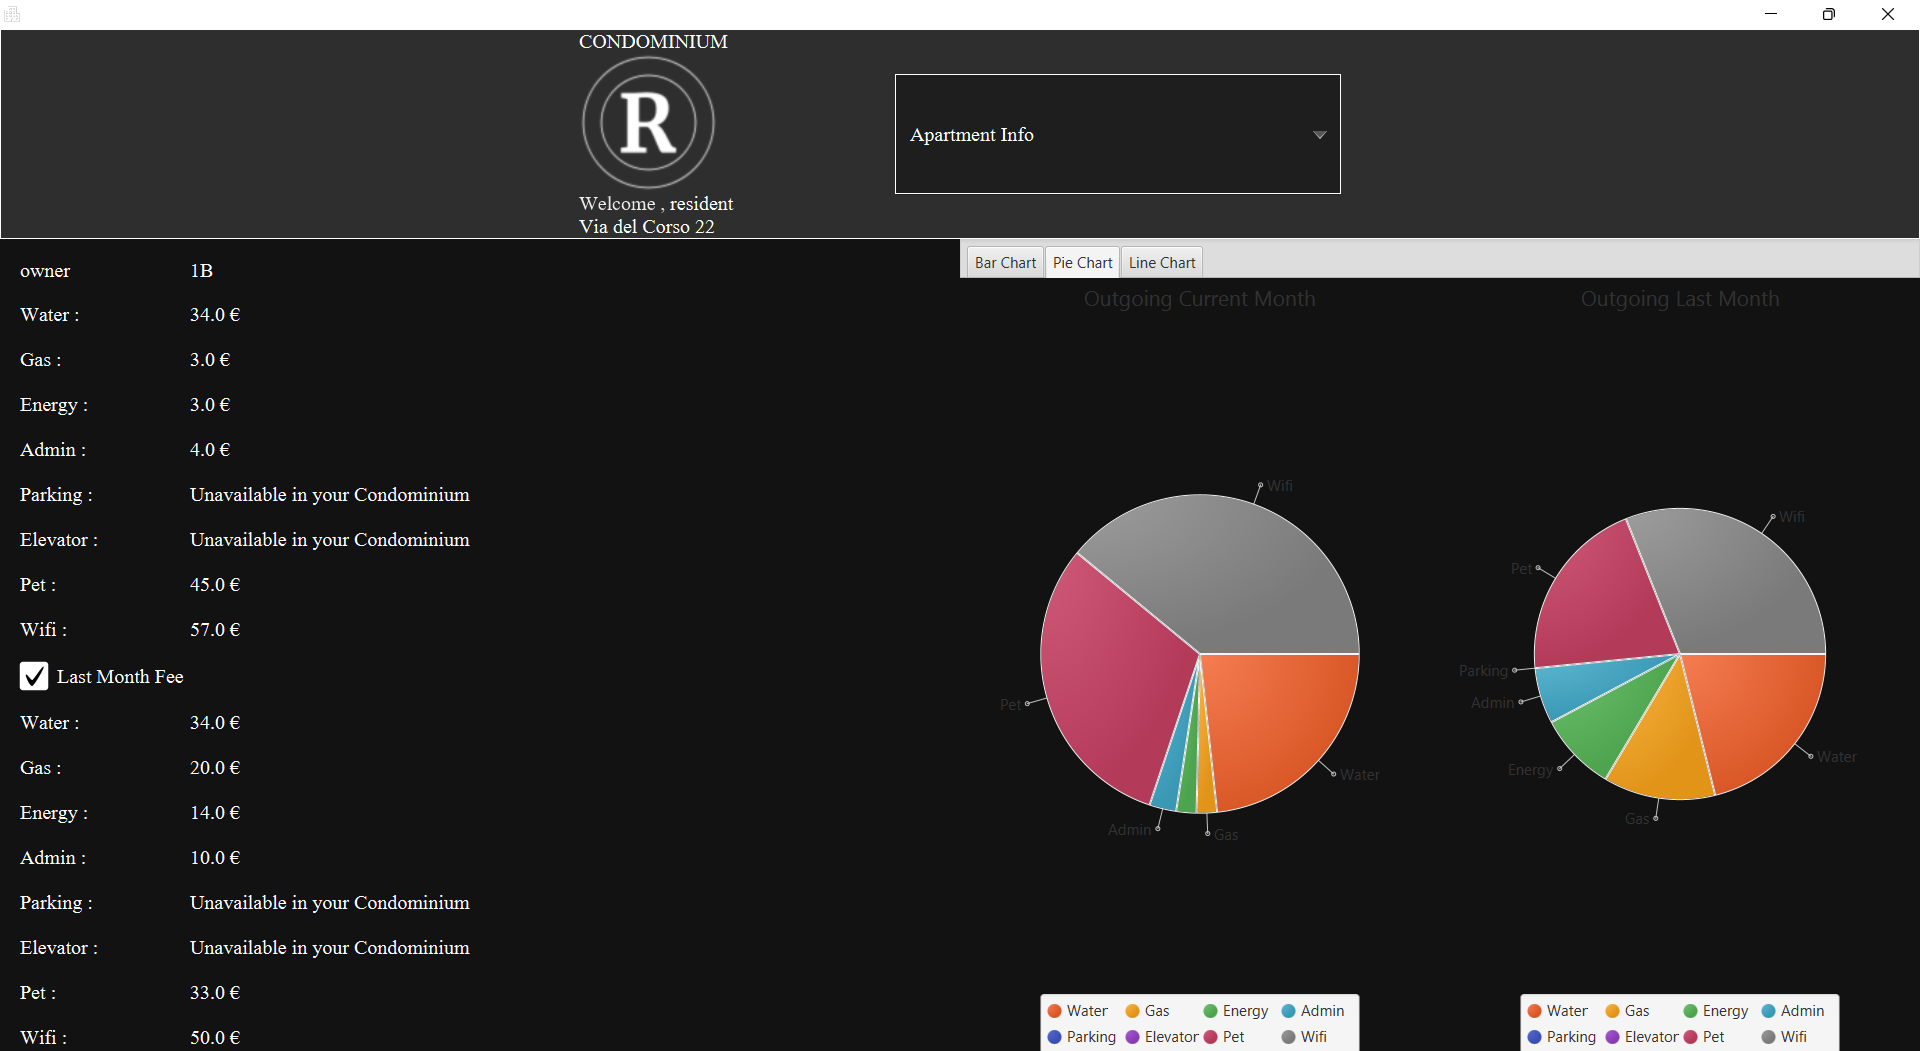 CONDOMINIUM
R
Welcome , resident
Via del Corso 22
Apartment Info
owner 1B
Water : 34.0 €
Gas : 3.0 €
Energy : 3.0 €
Admin : 4.0 €
Parking : Unavailable in your Condominium
Elevator : Unavailable in your Condominium
Pet : 45.0 €
Wifi : 57.0 €
Last Month Fee
Water : 34.0 €
Gas : 20.0 €
Energy : 14.0 €
Admin : 10.0 €
Parking : Unavailable in your Condominium
Elevator : Unavailable in your Condominium
Pet : 33.0 €
Wifi : 50.0 €
Bar Chart Pie Chart Line Chart
Outgoing Current Month
Wifi
Pet
Water
Admin
Gas
Water Gas Energy Admin
Parking Elevator Pet Wifi
Outgoing Last Month
Wifi
Pet
Parking
Admin
Water
Energy
Gas
Water Gas Energy Admin
Parking Elevator Pet Wifi